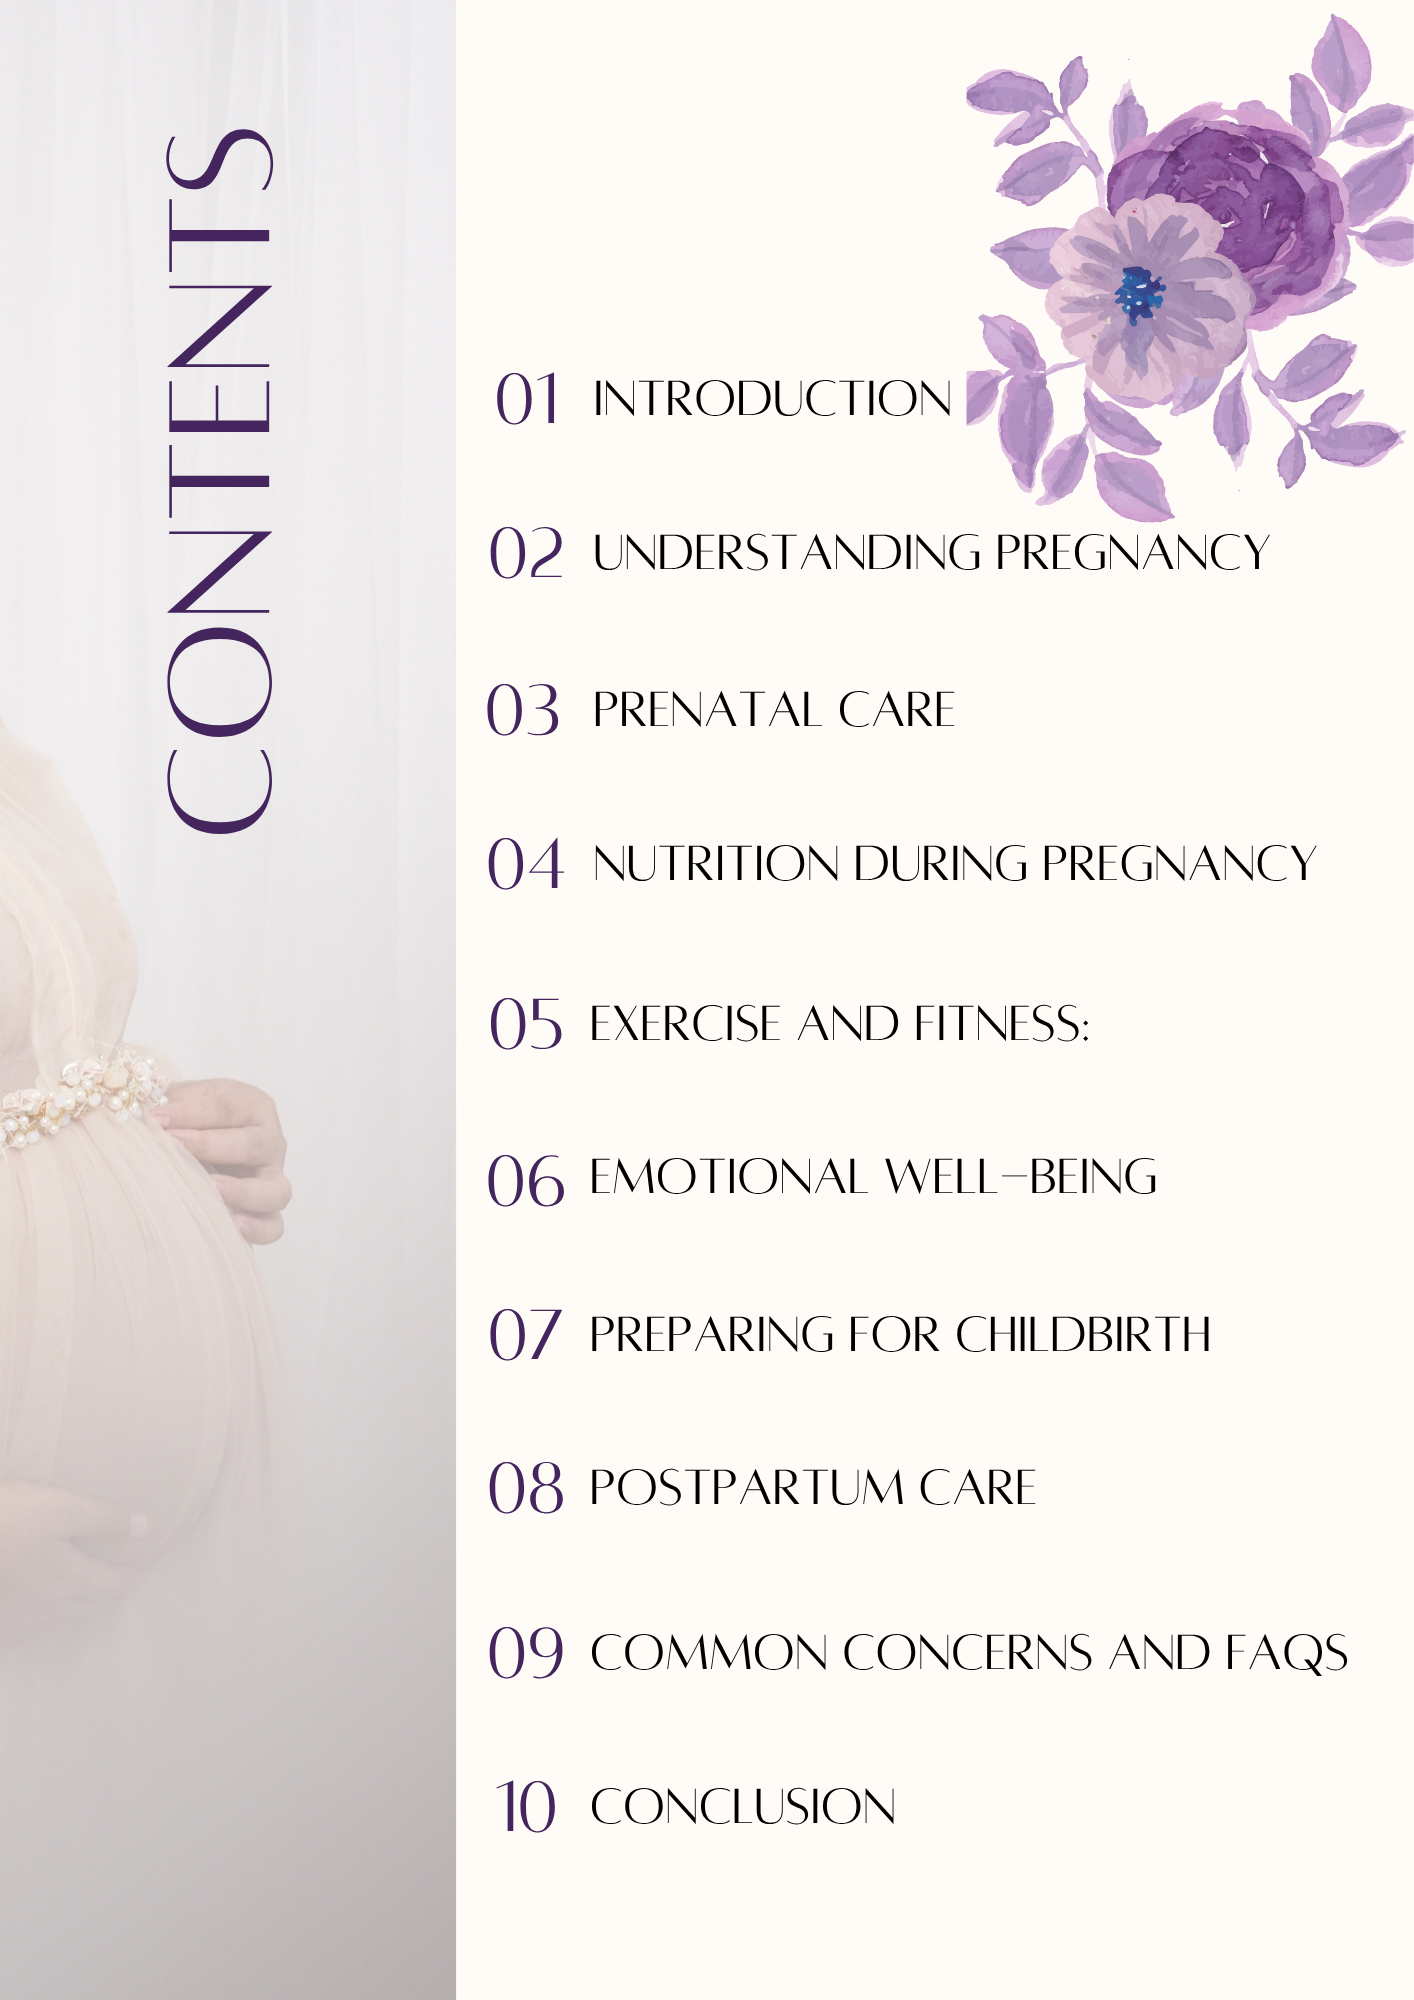 CONTENTS
01 INTRODUCTION
02 UNDERSTANDING PREGNANCY
03 PRENATAL CARE
04 NUTRITION DURING PREGNANCY
05 EXERCISE AND FITNESS:
06 EMOTIONAL WELL-BEING
07 PREPARING FOR CHILDBIRTH
08 POSTPARTUM CARE
09 COMMON CONCERNS AND FAQS
10 CONCLUSION